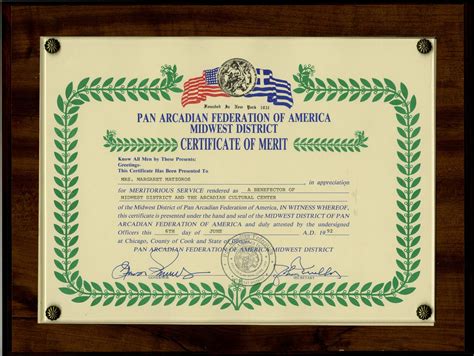 Founded In New York 1931
PAN ARCADIAN FEDERATION OF AMERICA
MIDWEST DISTRICT
CERTIFICATE OF MERIT
Know All Men by These Presents:
Greetings:
This Certificate Has Been Presented To
MRS. MARGARET MATSOKOS
in appreciation
for MERITORIOUS SERVICE rendered as A BENEFECTOR OF
MIDWEST DISTRICT AND THE ARCADIAN CULTURAL CENTER
of the Midwest District of Pan Arcadian Federation of America, IN WITNESS WHEREOF, this
certificate is presented under the hand and seal of the MIDWEST DISTRICT OF PAN
ARCADIAN FEDERATION OF AMERICA and duly attested by the undersigned
Officers this 6TH day of JUNE A.D. 19
at Chicago, County of Cook and State of Illinois.
PAN ARCADIAN FEDERATION OF AMERICA MIDWEST DISTRICT
SECRETARY